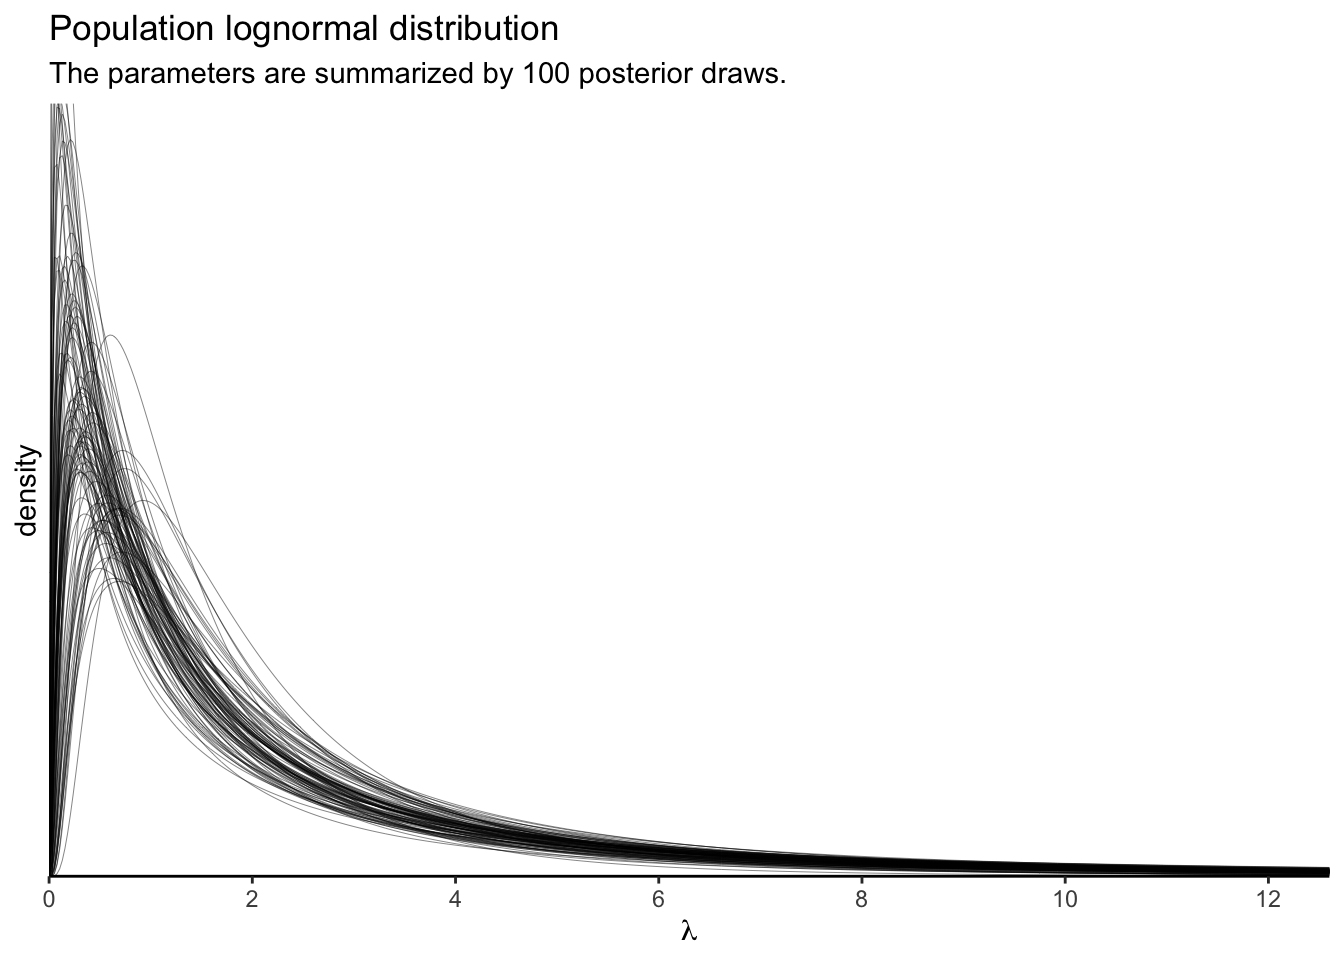 Population lognormal distribution
The parameters are summarized by 100 posterior draws.
density
0 2 4 6 8 10 12
λ